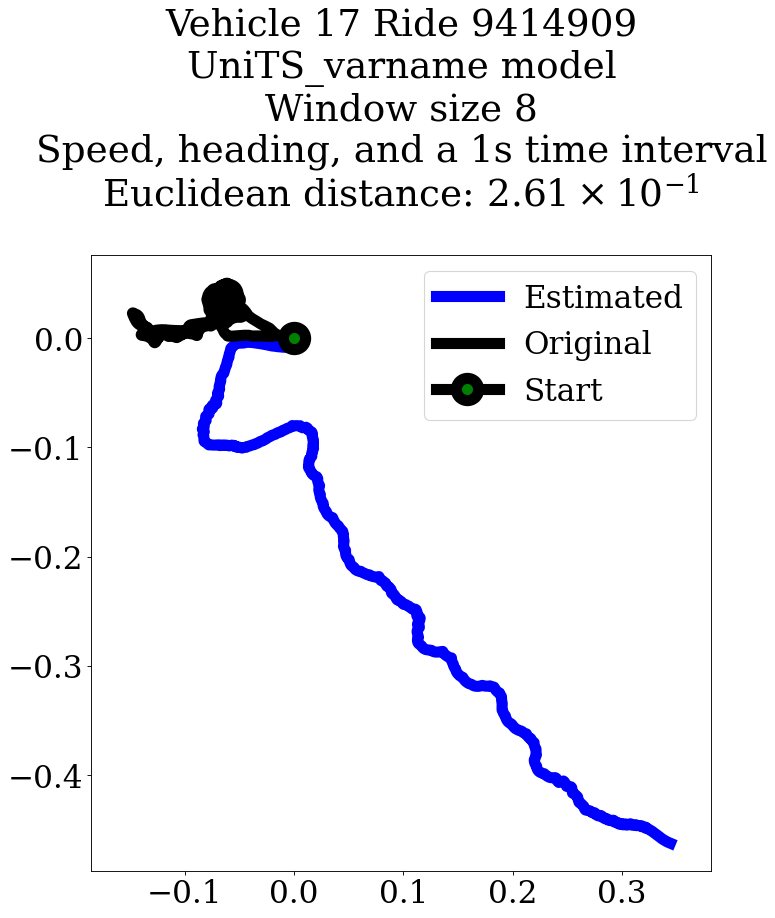 Vehicle 17 Ride 9414909
UniTS_varname model
Window size 8
Speed, heading, and a 1s time interval
Euclidean distance: 2.61 × 10⁻¹
Estimated
Original
Start
0.0
−0.1
−0.2
−0.3
−0.4
−0.1 0.0 0.1 0.2 0.3